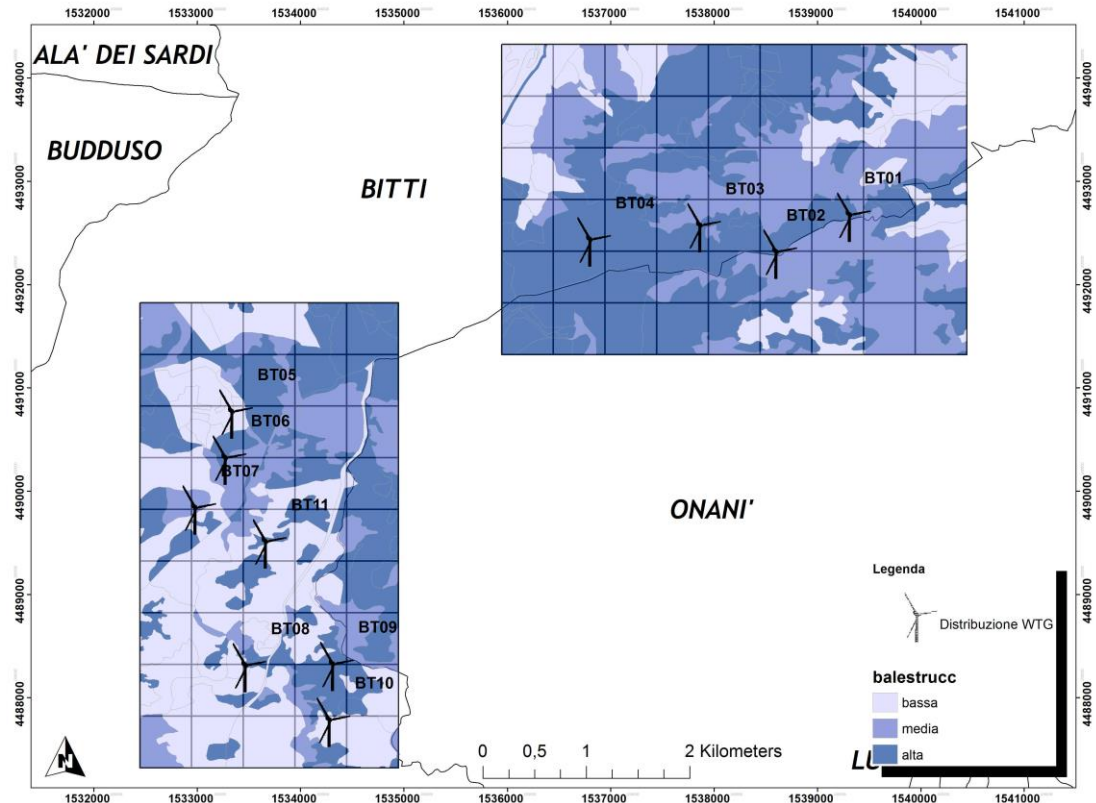 1532000 1533000 1534000 1535000 1536000 1537000 1538000 1539000 1540000 1541000
ALA' DEI SARDI
4494000 4494000
BUDDUSO
BITTI
4493000 4493000
BT01
BT03
BT04
BT02
4492000 4492000
4491000 4491000
BT05
BT06
BT07
4490000 4490000
BT11
ONANI'
4489000 4489000
Legenda
Distribuzione WTG
BT08
BT09
balestrucc
BT10
bassa
4488000 4488000
media
alta
N
0 0,5 1 2 Kilometers
1532000 1533000 1534000 1535000 1536000 1537000 1538000 1539000 1540000 1541000